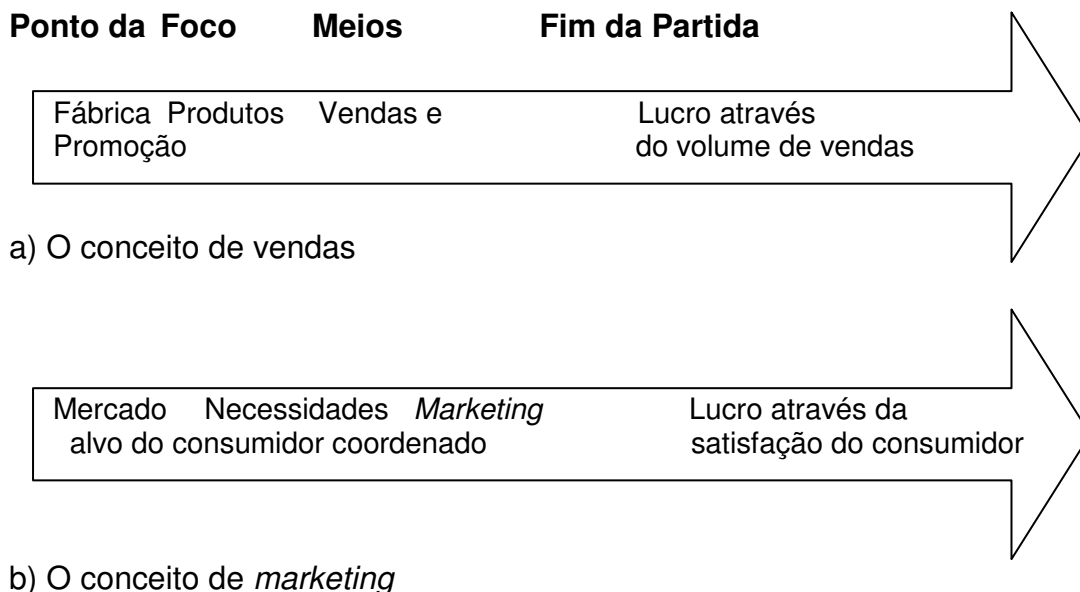 Ponto da Foco Meios Fim da Partida
Fábrica Produtos Vendas e Lucro através
Promoção do volume de vendas
a) O conceito de vendas
Mercado Necessidades Marketing Lucro através da
alvo do consumidor coordenado satisfação do consumidor
b) O conceito de marketing